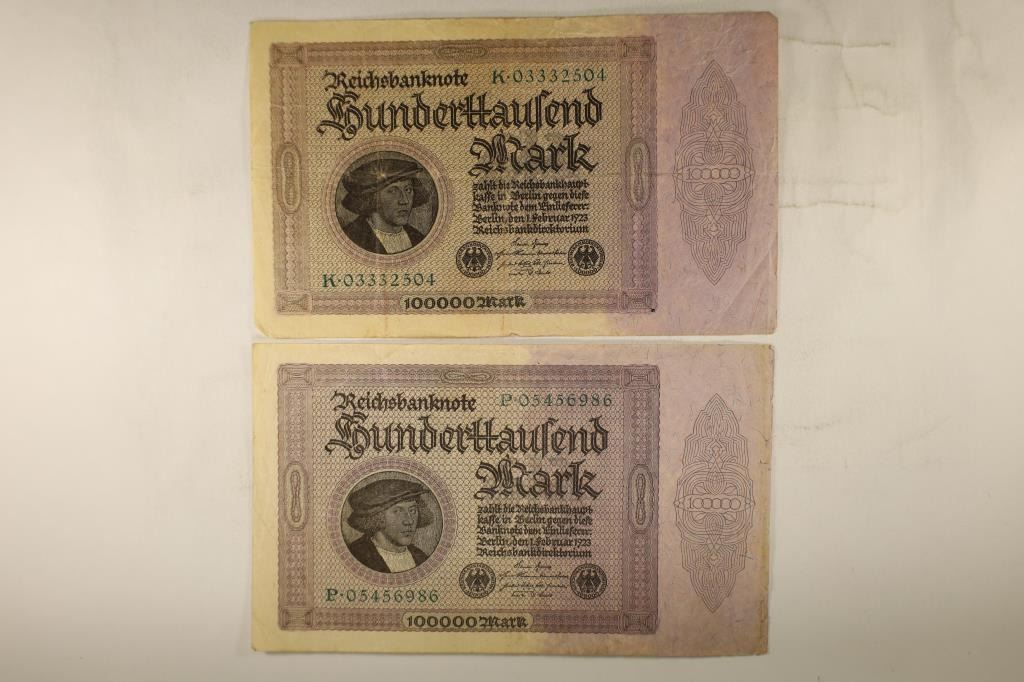 Reichsbanknote K·03332504
HundertTausend
Mark
zahlt die Reichsbankhaupt
kasse in Berlin gegen diese
Banknote dem Einlieferer:
Berlin, den 1. Februar 1923
Reichsbankdirektorium
K·03332504
100000 Mark
100000
Reichsbanknote P·05456986
HundertTausend
Mark
zahlt die Reichsbankhaupt
kasse in Berlin gegen diese
Banknote dem Einlieferer:
Berlin, den 1. Februar 1923
Reichsbankdirektorium
P·05456986
100000 Mark
100000